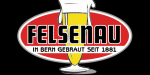 FELSENAU
IN BERN GEBRAUT SEIT 1881